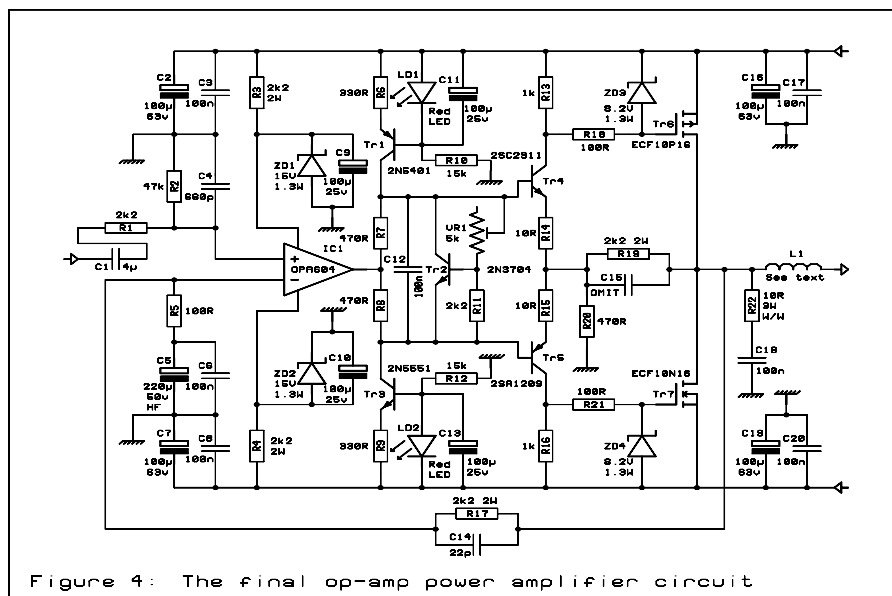 C2
100µ
63v
C3
100n
R3
2k2
2W
330R
R6
LD1
Red
LED
C11
100µ
25v
1k
R13
ZD3
8.2V
1.3W
Tr6
ECF10P16
C16
100µ
63v
C17
100n
Tr1
2N5401
R10
15k
2SC2911
Tr4
R18
100R
47k
R2
C4
680p
ZD1
15V
1.3W
C9
100µ
25v
2k2
R1
C1
4µ
IC1
OPA604
470R
R7
C12
100n
VR1
5k
Tr2
2N3704
10R
R14
2k2 2W
R19
C15
OMIT
L1
See text
R5
100R
470R
R8
2k2
R11
10R
R15
R20
470R
R22
10R
3W
W/W
C18
100n
C5
220µ
50v
HF
C6
100n
ZD2
15V
1.3W
C10
100µ
25v
2N5551
Tr3
15k
R12
2SA1209
Tr5
100R
R21
ECF10N16
Tr7
C7
100µ
63v
C8
100n
R4
2k2
2W
330R
R9
LD2
Red
LED
C13
100µ
25v
1k
R16
ZD4
8.2V
1.3W
C19
100µ
63v
C20
100n
2k2 2W
R17
C14
22p
Figure 4: The final op-amp power amplifier circuit